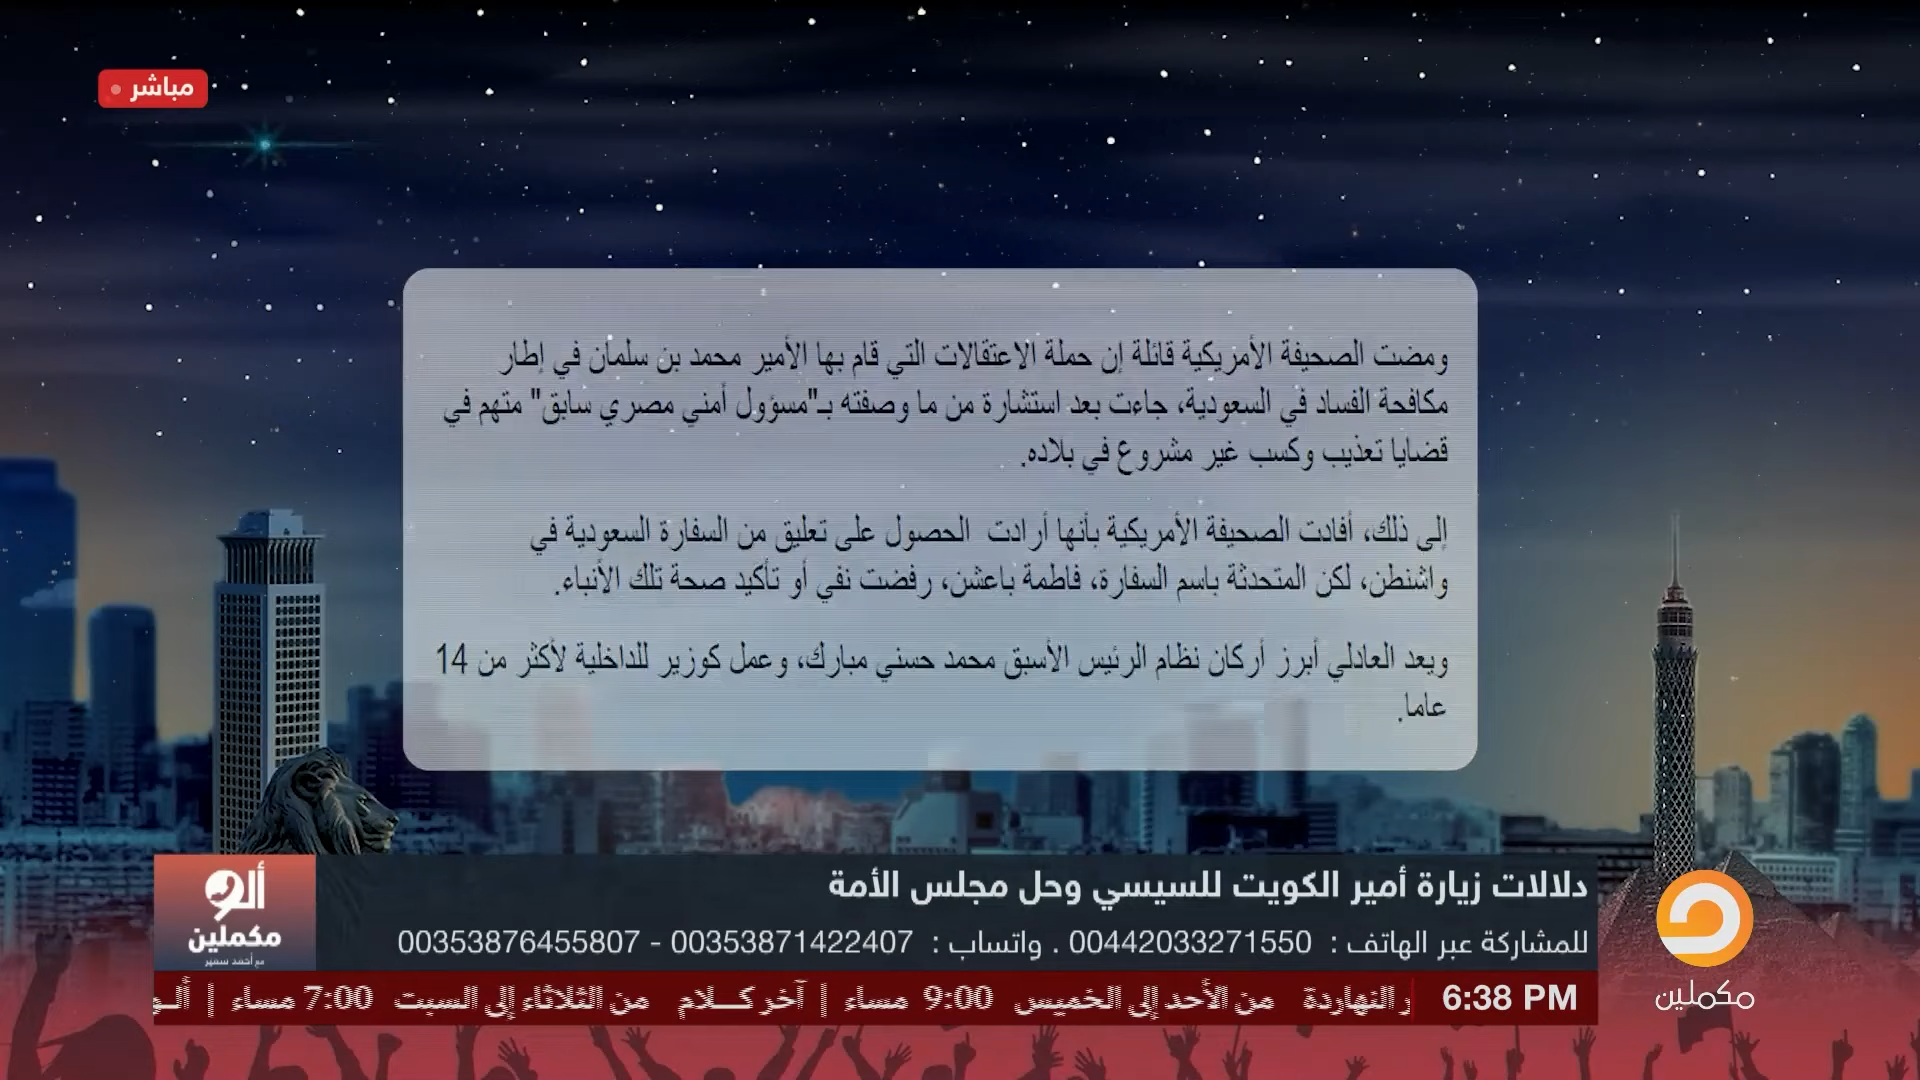 مباشر
ومضت الصحيفة الأمريكية قائلة إن حملة الاعتقالات التي قام بها الأمير محمد بن سلمان في إطار
مكافحة الفساد في السعودية، جاءت بعد استشارة من ما وصفته بـ"مسؤول أمني مصري سابق" متهم في
قضايا تعذيب وكسب غير مشروع في بلاده.
إلى ذلك، أفادت الصحيفة الأمريكية بأنها أرادت الحصول على تعليق من السفارة السعودية في
واشنطن، لكن المتحدثة باسم السفارة، فاطمة باعشن، رفضت نفي أو تأكيد صحة تلك الأنباء.
ويعد العادلي أبرز أركان نظام الرئيس الأسبق محمد حسني مبارك، وعمل كوزير للداخلية لأكثر من 14
عاما.
دلالات زيارة أمير الكويت للسيسي وحل مجلس الأمة
للمشاركة عبر الهاتف : 00442033271550 . واتساب : 00353871422407 - 00353876455807
ألو
مكملين
مع أحمد سمير
6:38 PM
النهاردة من الأحد إلى الخميس 9:00 مساء | آخر كـــلام من الثلاثاء إلى السبت 7:00 مساء |
مكملين